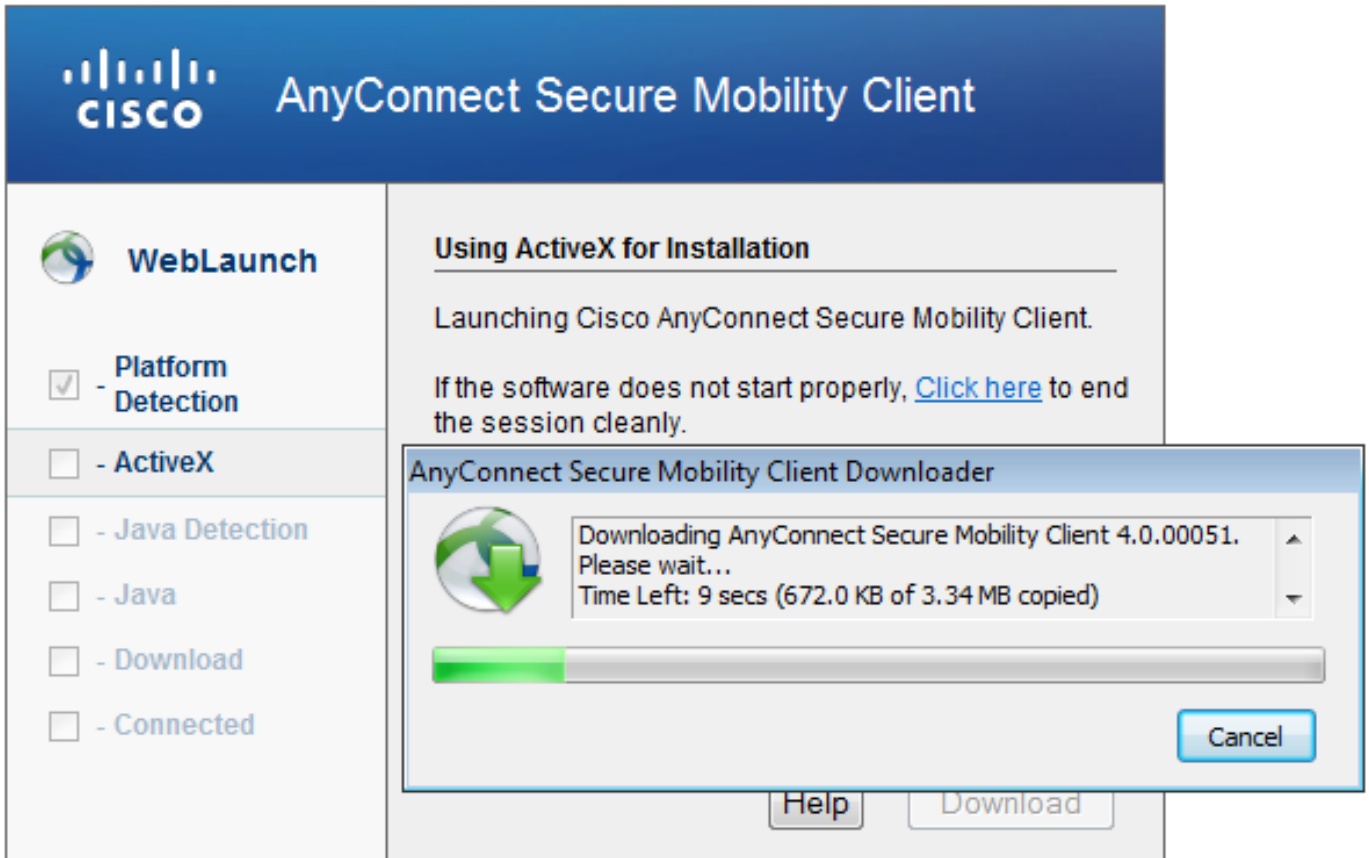 CISCO
AnyConnect Secure Mobility Client
WebLaunch
- Platform
Detection
- ActiveX
- Java Detection
- Java
- Download
- Connected
Using ActiveX for Installation
Launching Cisco AnyConnect Secure Mobility Client.
If the software does not start properly, Click here to end
the session cleanly.
AnyConnect Secure Mobility Client Downloader
Downloading AnyConnect Secure Mobility Client 4.0.00051.
Please wait...
Time Left: 9 secs (672.0 KB of 3.34 MB copied)
Cancel
Help
Download